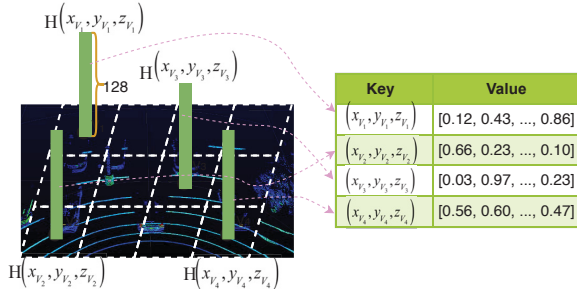 H(x_{V_1}, y_{V_1}, z_{V_1})
128
H(x_{V_3}, y_{V_3}, z_{V_3})
H(x_{V_2}, y_{V_2}, z_{V_2})
H(x_{V_4}, y_{V_4}, z_{V_4})
Key Value
(x_{V_1}, y_{V_1}, z_{V_1}) [0.12, 0.43, ..., 0.86]
(x_{V_2}, y_{V_2}, z_{V_2}) [0.66, 0.23, ..., 0.10]
(x_{V_3}, y_{V_3}, z_{V_3}) [0.03, 0.97, ..., 0.23]
(x_{V_4}, y_{V_4}, z_{V_4}) [0.56, 0.60, ..., 0.47]